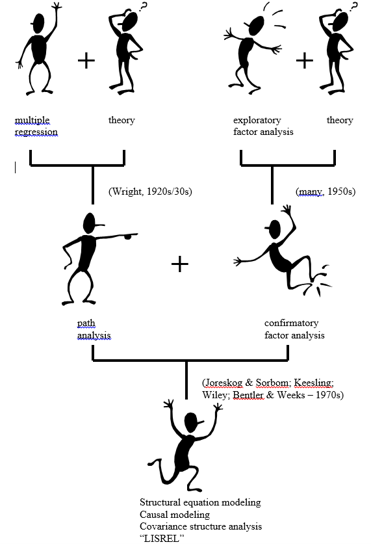 ?
?
+
+
multiple
regression
theory
exploratory
factor analysis
theory
(Wright, 1920s/30s)
(many, 1950s)
+
path
analysis
confirmatory
factor analysis
(Joreskog & Sorbom; Keesling;
Wiley; Bentler & Weeks – 1970s)
Structural equation modeling
Causal modeling
Covariance structure analysis
“LISREL”